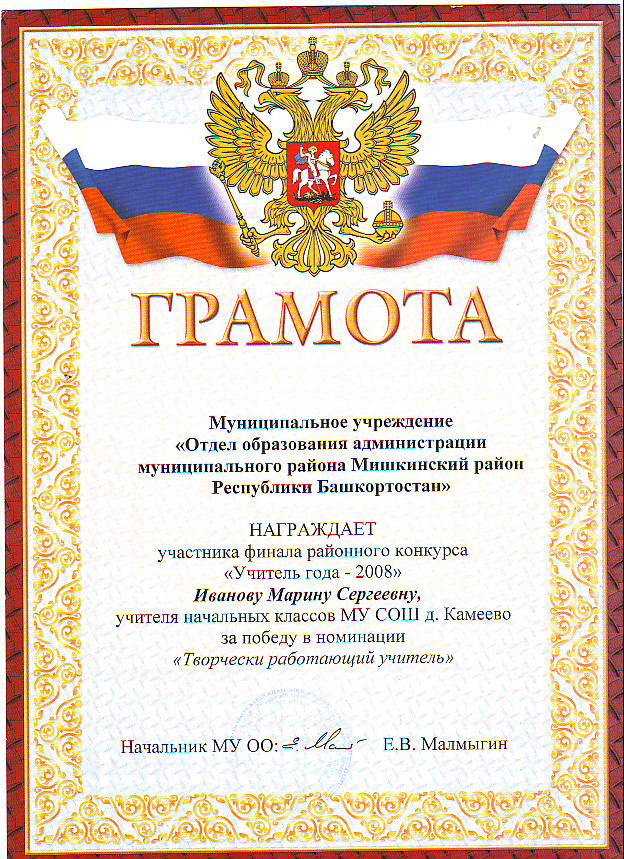 ГРАМОТА
Муниципальное учреждение
«Отдел образования администрации
муниципального района Мишкинский район
Республики Башкортостан»
НАГРАЖДАЕТ
участника финала районного конкурса
«Учитель года - 2008»
Иванову Марину Сергеевну,
учителя начальных классов МУ СОШ д. Камеево
за победу в номинации
«Творчески работающий учитель»
Начальник МУ ОО: Е.В. Малмыгин